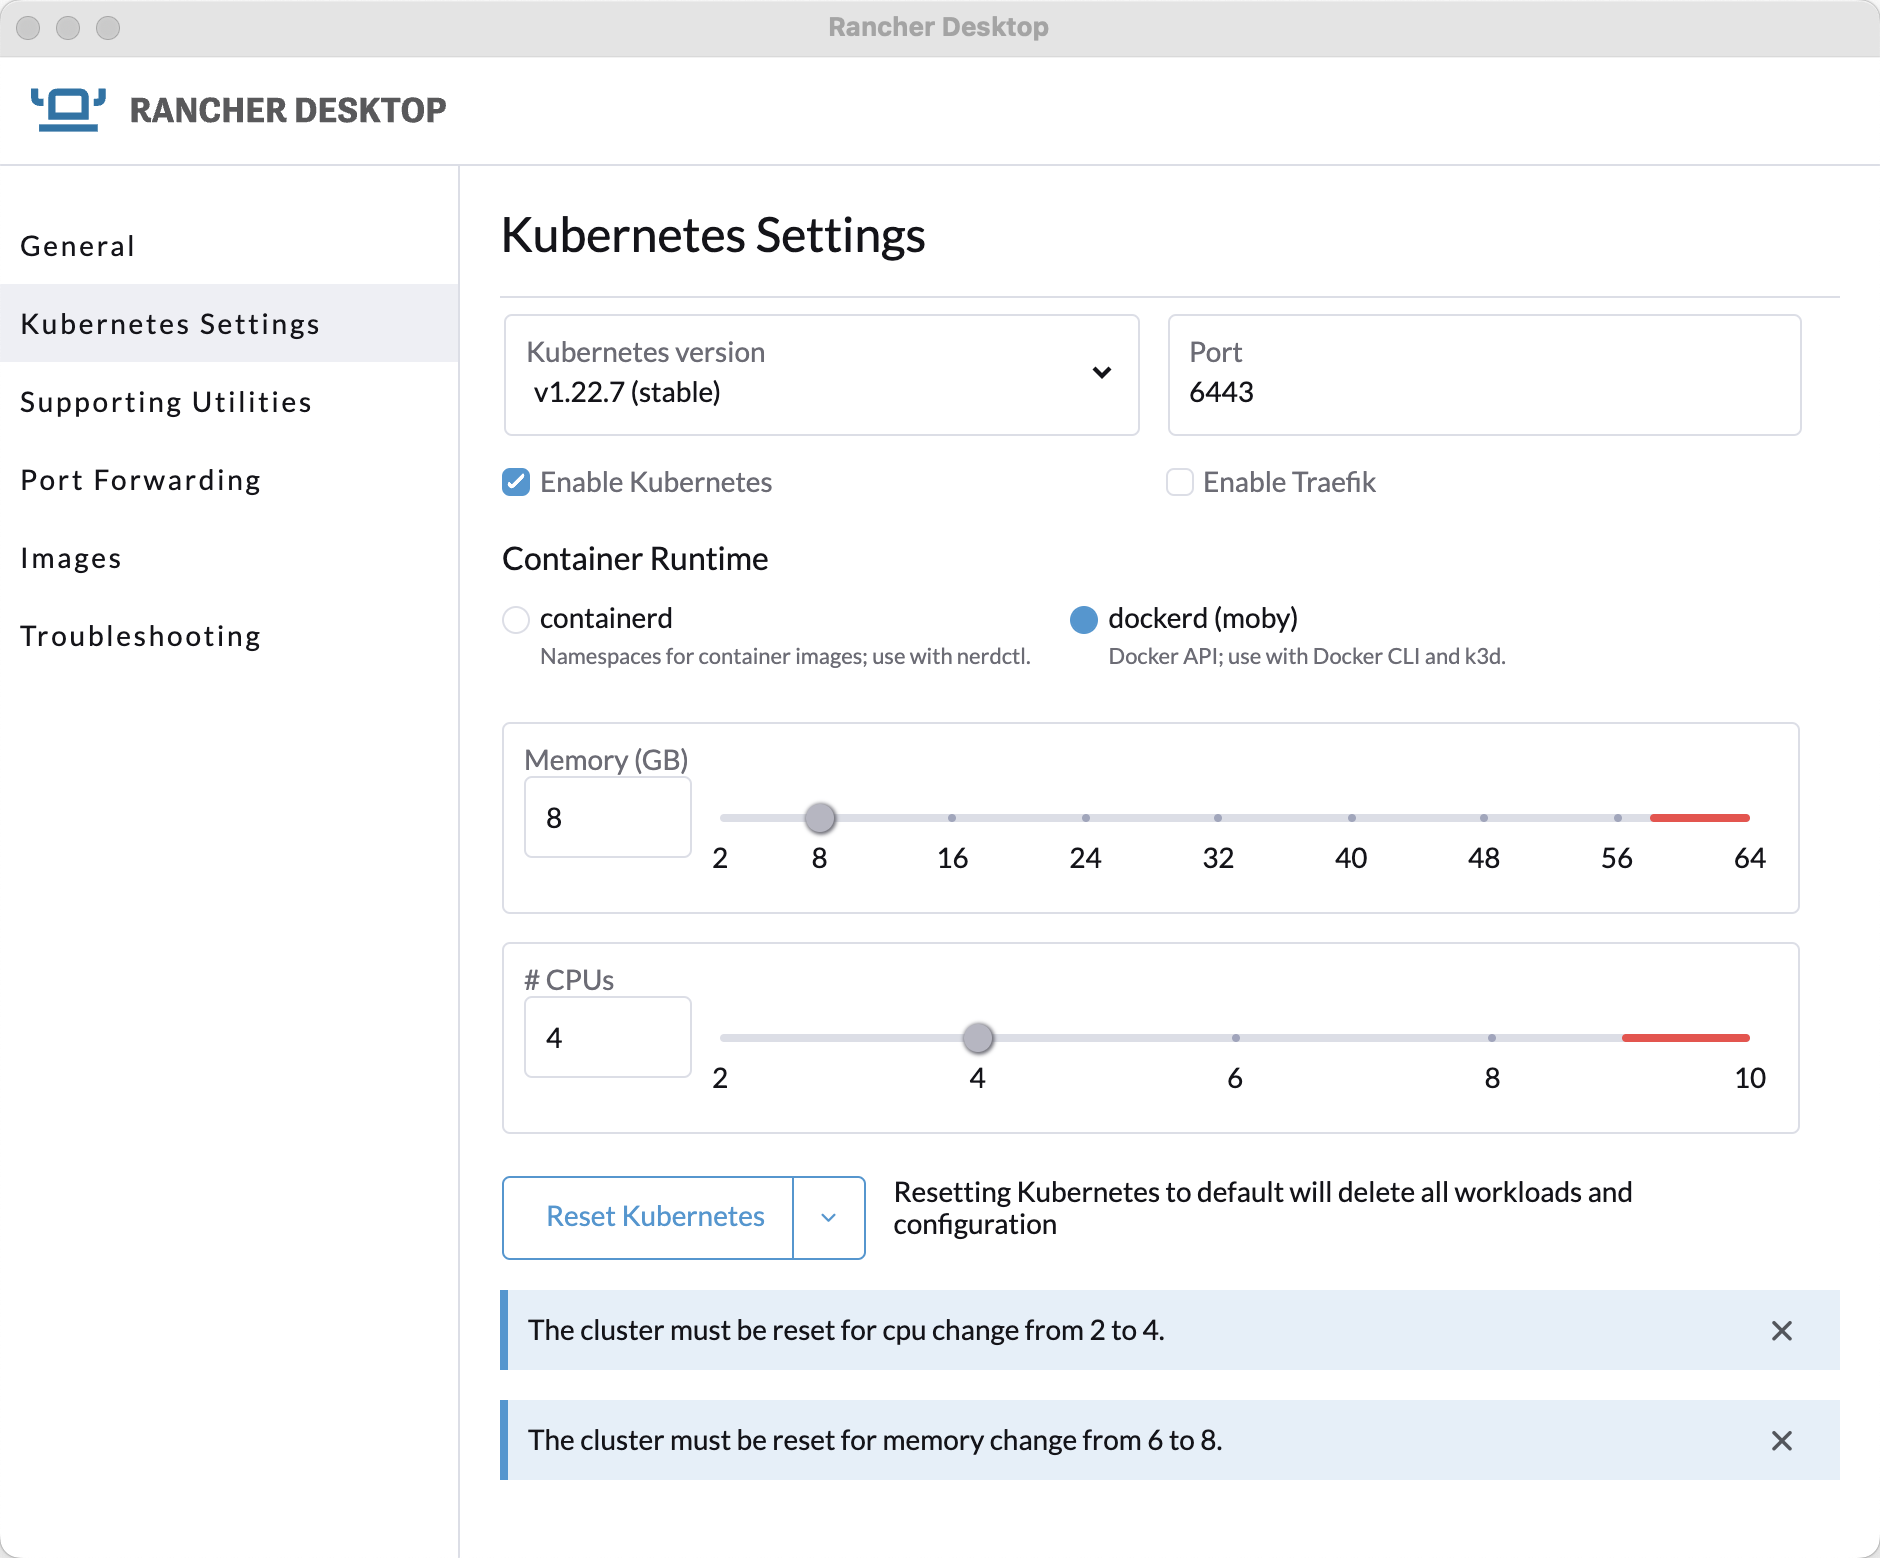 Rancher Desktop
RANCHER DESKTOP
General
Kubernetes Settings
Supporting Utilities
Port Forwarding
Images
Troubleshooting
Kubernetes Settings
Kubernetes version
v1.22.7 (stable)
Port
6443
Enable Kubernetes
Enable Traefik
Container Runtime
containerd
Namespaces for container images; use with nerdctl.
dockerd (moby)
Docker API; use with Docker CLI and k3d.
Memory (GB)
8
2 8 16 24 32 40 48 56 64
# CPUs
4
2 4 6 8 10
Reset Kubernetes
Resetting Kubernetes to default will delete all workloads and
configuration
The cluster must be reset for cpu change from 2 to 4.
The cluster must be reset for memory change from 6 to 8.